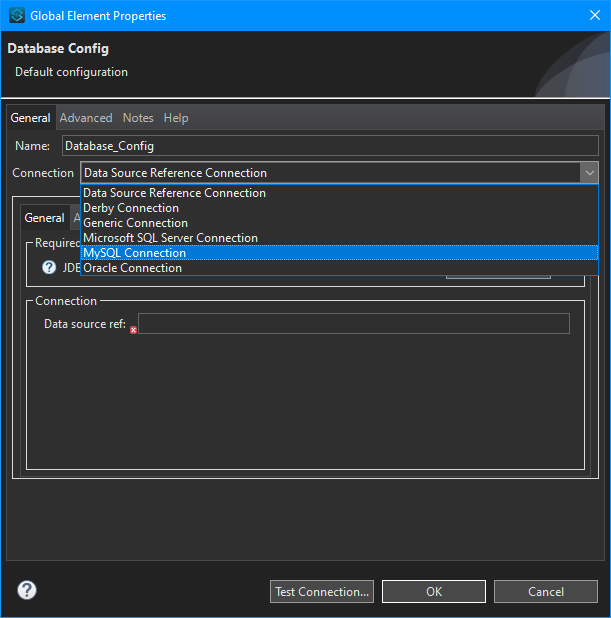 Global Element Properties
Database Config
Default configuration
General Advanced Notes Help
Name: Database_Config
Connection Data Source Reference Connection
Data Source Reference Connection
Derby Connection
Generic Connection
Microsoft SQL Server Connection
MySQL Connection
Oracle Connection
General
Required
Connection
Data source ref:
Test Connection... OK Cancel